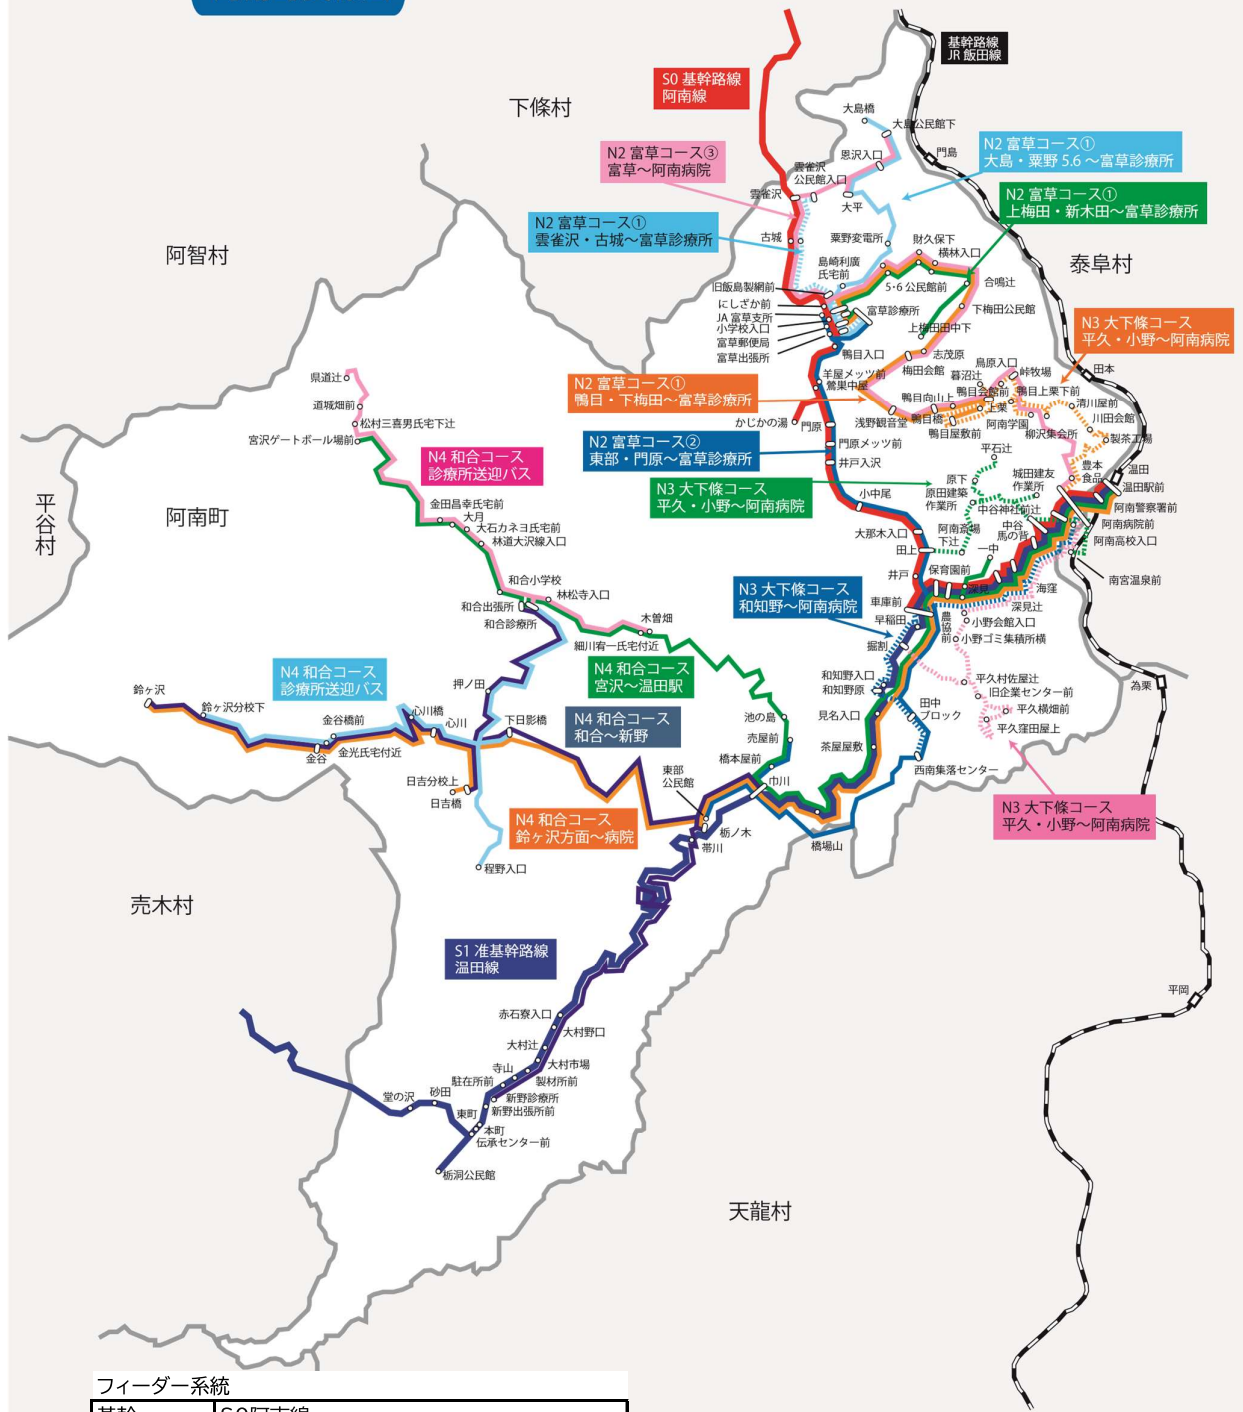 基幹路線
JR 飯田線
S0 基幹路線
阿南線
下條村
大島橋
大島公民館下
門島
N2 富草コース③
富草～阿南病院
恩沢入口
N2 富草コース①
大島・粟野 5.6 ～富草診療所
雲雀沢
公民館入口
雲雀沢
大平
N2 富草コース①
上梅田・新木田～富草診療所
N2 富草コース①
雲雀沢・古城～富草診療所
古城
粟野変電所
財久保下
横林入口
阿智村
泰阜村
島崎利廣
氏宅前
5・6 公民館前
合鳴辻
旧飯島製綱前
にしざか前
JA 富草支所
小学校入口
富草郵便局
富草出張所
富草診療所
下梅田公民館
上梅田田中下
N3 大下條コース
平久・小野～阿南病院
鴨目入口
志茂原
梅田会館
鳥原入口
峠牧場
田本
県道辻
羊屋メッツ前
鷲巣中屋
暮沼辻
鴨目会館前
鴨目上栗下前
N2 富草コース①
鴨目・下梅田～富草診療所
鴨目向山上
上栗
清川屋前
道城畑前
かじかの湯
門原
浅野観音堂
鴨目橋
阿南学園
川田会館
松村三喜男氏宅下辻
宮沢ゲートボール場前
鴨目屋敷前
柳沢集会所
製茶工場
N2 富草コース②
東部・門原～富草診療所
門原メッツ前
井戸入沢
平石辻
N4 和合コース
診療所送迎バス
豊本
食品
温田
温田駅前
原下
城田建友
作業所
N3 大下條コース
平久・小野～阿南病院
原田建築
作業所
小中尾
中谷神社前辻
阿南警察署前
平谷村
阿南町
金田昌幸氏宅前
大月
大石カネヨ氏宅前
林道大沢線入口
大那木入口
阿南斎場
下辻
中谷
馬の背
阿南病院前
阿南高校入口
田上
一中
井戸
保育園前
南宮温泉前
和合小学校
林松寺入口
N3 大下條コース
和知野～阿南病院
深見
海窪
和合出張所
和合診療所
車庫前
早稲田
農協前
深見辻
小野会館入口
小野ゴミ集積所横
木曽畑
掘割
細川宥一氏宅付近
N4 和合コース
宮沢～温田駅
N4 和合コース
診療所送迎バス
和知野入口
和知野原
平久村佐屋辻
旧企業センター前
為栗
鈴ヶ沢
押ノ田
田中
ブロック
平久横畑前
平久窪田屋上
鈴ヶ沢分校下
金谷橋前
心川橋
心川
下日影橋
N4 和合コース
和合～新野
池の島
売屋前
見名入口
金谷
金光氏宅付近
橋本屋前
茶屋屋敷
西南集落センター
日吉分校上
日吉橋
東部
公民館
巾川
N4 和合コース
鈴ヶ沢方面～病院
N3 大下條コース
平久・小野～阿南病院
栃ノ木
帯川
橋場山
程野入口
売木村
S1 准基幹路線
温田線
平岡
赤石寮入口
大村野口
大村辻
大村市場
寺山
駐在所前
製材所前
堂の沢
砂田
新野診療所
東町
新野出張所前
本町
伝承センター前
栃洞公民館
天龍村
フィーダー系統
基幹
S0阿南線